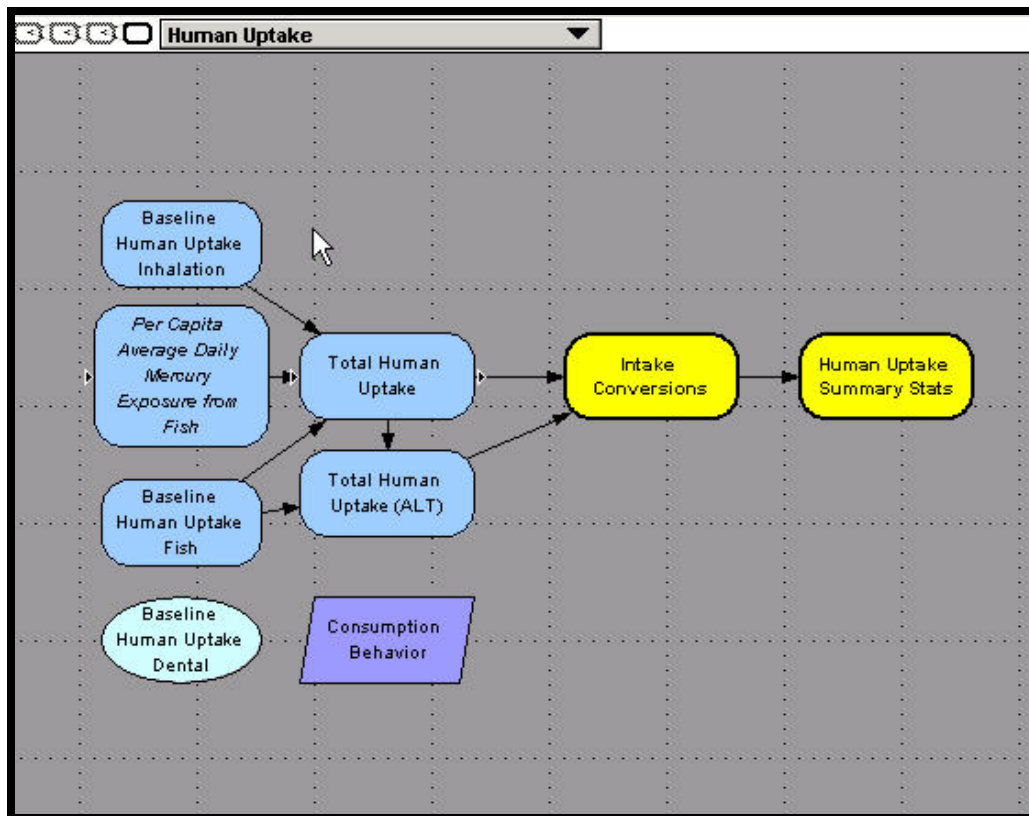 Human Uptake
Baseline
Human Uptake
Inhalation
Per Capita
Average Daily
Mercury
Exposure from
Fish
Total Human
Uptake
Intake
Conversions
Human Uptake
Summary Stats
Baseline
Human Uptake
Fish
Total Human
Uptake (ALT)
Baseline
Human Uptake
Dental
Consumption
Behavior